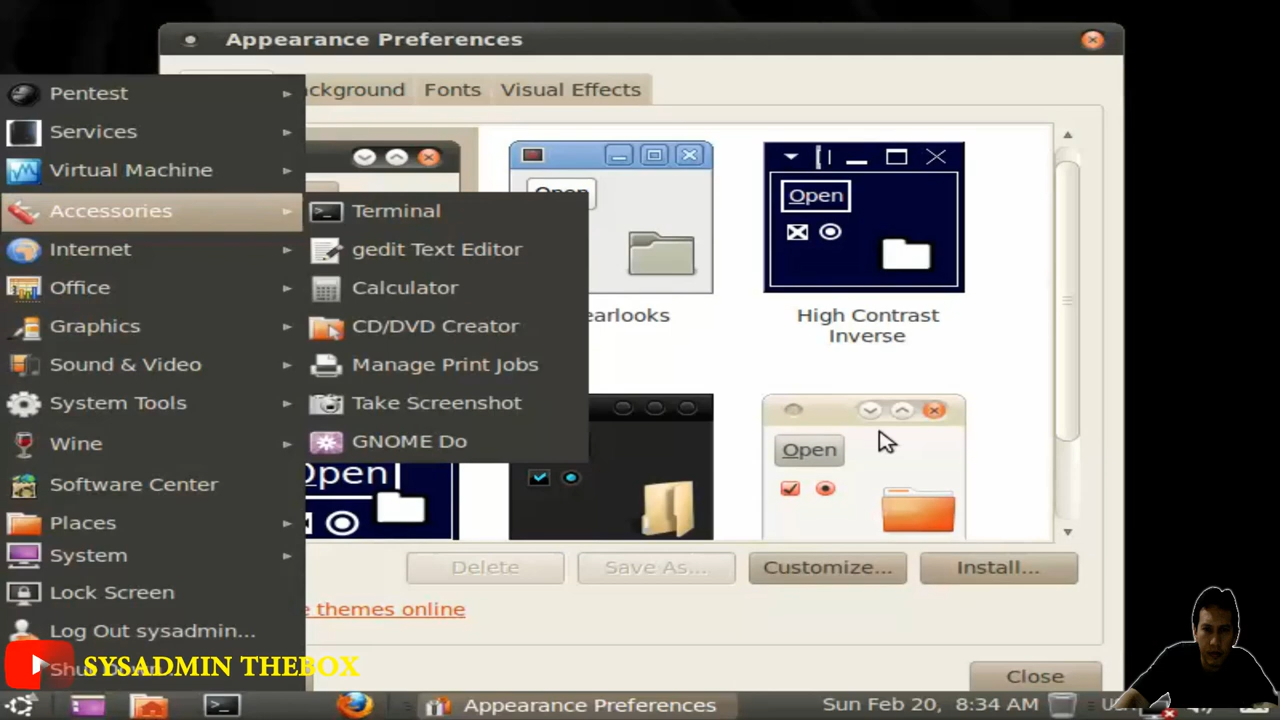 Appearance Preferences
ckground
Fonts
Visual Effects
Pentest
Services
Virtual Machine
Accessories
Internet
Office
Graphics
Sound & Video
System Tools
Wine
Software Center
Places
System
Lock Screen
Log Out sysadmin...
Terminal
gedit Text Editor
Calculator
CD/DVD Creator
Manage Print Jobs
Take Screenshot
GNOME Do
Open
earlooks
Open
High Contrast
Inverse
Open
Open
Delete
Save As...
Customize...
Install...
themes online
SYSADMIN THEBOX
Close
Appearance Preferences
Sun Feb 20, 8:34 AM